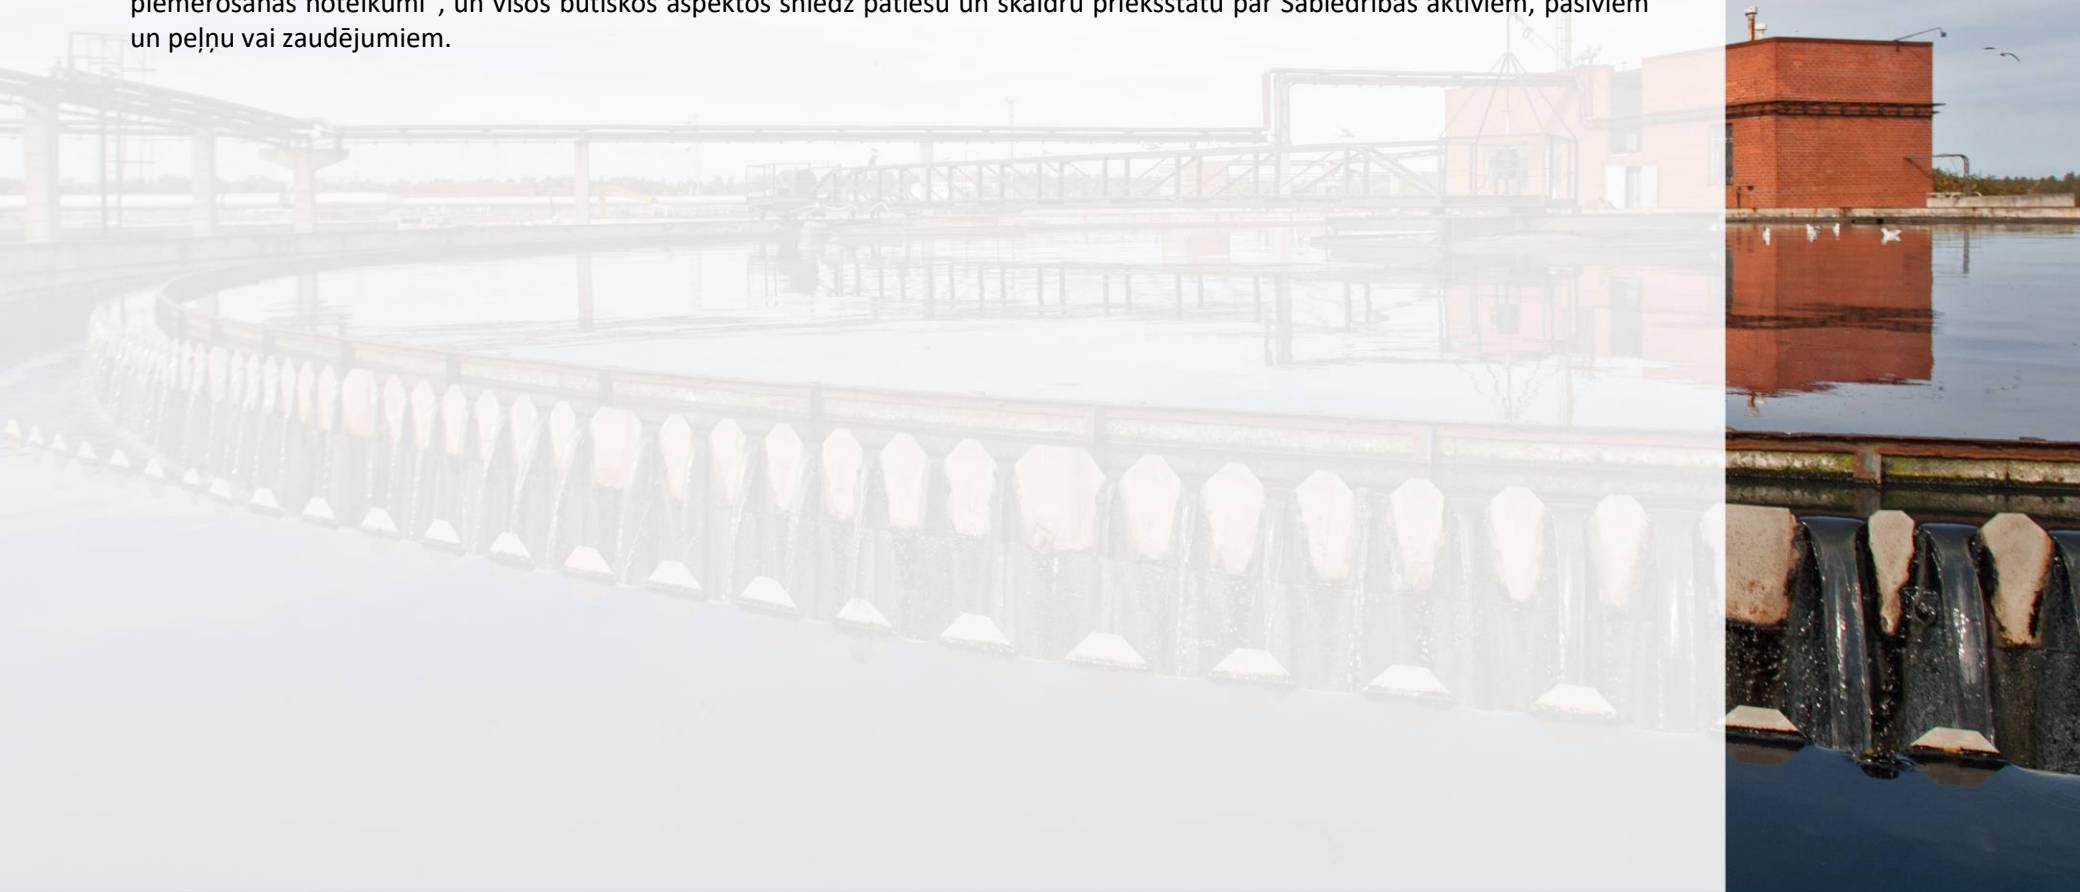 piemērošanas noteikumi", un visos būtiskos aspektos sniedz patiesu un skaidru priekšstatu par Sabiedrības aktīviem, pasīviem
un peļņu vai zaudējumiem.